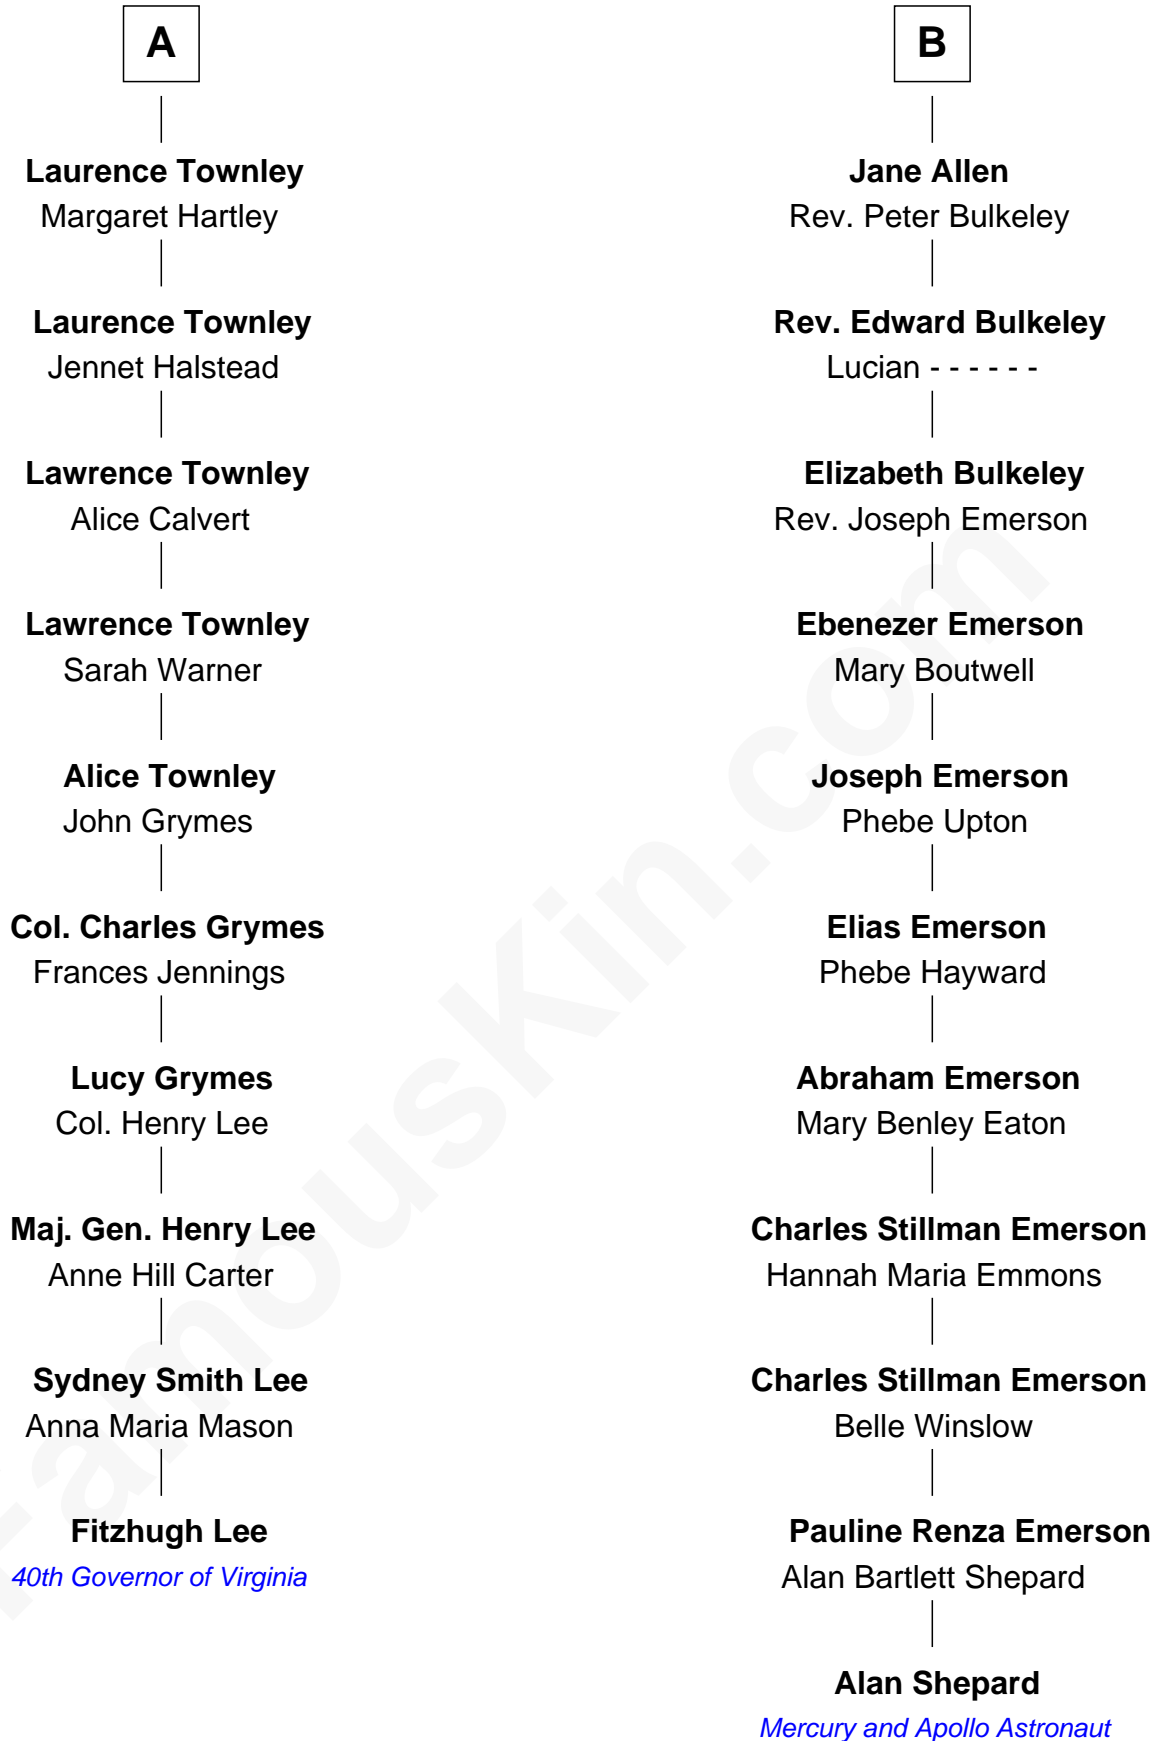 A
Laurence Townley
Margaret Hartley
Laurence Townley
Jennet Halstead
Lawrence Townley
Alice Calvert
Lawrence Townley
Sarah Warner
Alice Townley
John Grymes
Col. Charles Grymes
Frances Jennings
Lucy Grymes
Col. Henry Lee
Maj. Gen. Henry Lee
Anne Hill Carter
Sydney Smith Lee
Anna Maria Mason
Fitzhugh Lee
40th Governor of Virginia
B
Jane Allen
Rev. Peter Bulkeley
Rev. Edward Bulkeley
Lucian - - - - - -
Elizabeth Bulkeley
Rev. Joseph Emerson
Ebenezer Emerson
Mary Boutwell
Joseph Emerson
Phebe Upton
Elias Emerson
Phebe Hayward
Abraham Emerson
Mary Benley Eaton
Charles Stillman Emerson
Hannah Maria Emmons
Charles Stillman Emerson
Belle Winslow
Pauline Renza Emerson
Alan Bartlett Shepard
Alan Shepard
Mercury and Apollo Astronaut
FamousKin.com